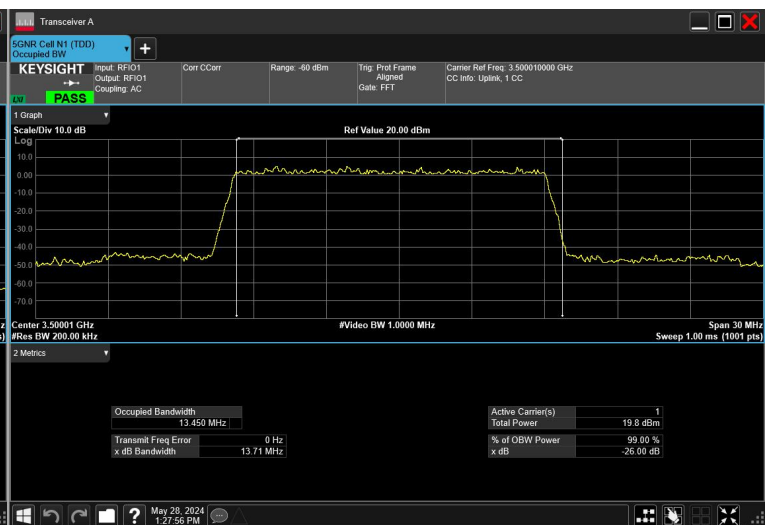 Transceiver A
5GNR Cell N1 (TDD)
Occupied BW
+
KEYSIGHT
LXI
PASS
Input: RFIO1
Output: RFIO1
Coupling: AC
Corr CCorr
Range: -60 dBm
Trig: Prot Frame
Aligned
Gate: FFT
Carrier Ref Freq: 3.500010000 GHz
CC Info: Uplink, 1 CC
1 Graph
Scale/Div 10.0 dB
Ref Value 20.00 dBm
Log
10.0
0.00
-10.0
-20.0
-30.0
-40.0
-50.0
-60.0
-70.0
Center 3.50001 GHz
#Video BW 1.0000 MHz
Span 30 MHz
#Res BW 200.00 kHz
Sweep 1.00 ms (1001 pts)
2 Metrics
Occupied Bandwidth
13.450 MHz
Transmit Freq Error 0 Hz
x dB Bandwidth 13.71 MHz
Active Carrier(s) 1
Total Power 19.8 dBm
% of OBW Power 99.00 %
x dB -26.00 dB
?
May 28, 2024
1:27:56 PM